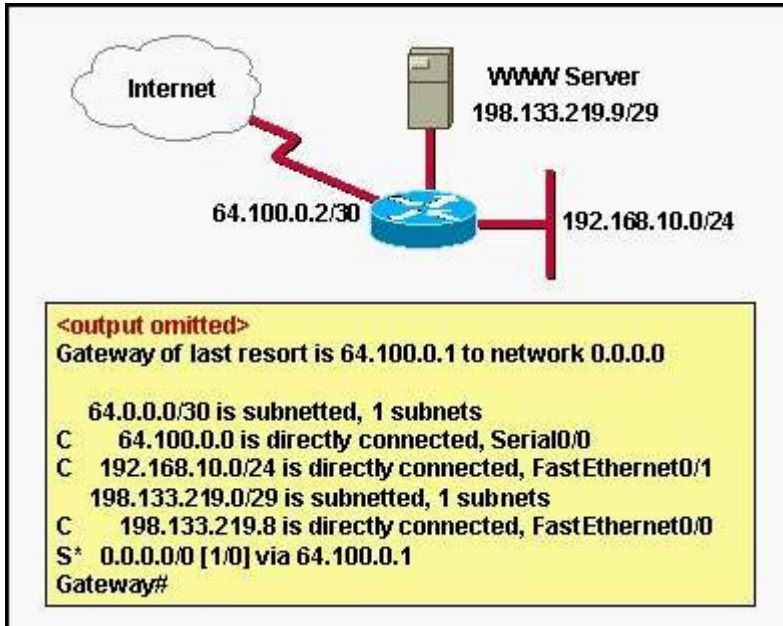 Internet
WWW Server
198.133.219.9/29
64.100.0.2/30
192.168.10.0/24
<output omitted>
Gateway of last resort is 64.100.0.1 to network 0.0.0.0
64.0.0.0/30 is subnetted, 1 subnets
C 64.100.0.0 is directly connected, Serial0/0
C 192.168.10.0/24 is directly connected, FastEthernet0/1
198.133.219.0/29 is subnetted, 1 subnets
C 198.133.219.8 is directly connected, FastEthernet0/0
S* 0.0.0.0/0 [1/0] via 64.100.0.1
Gateway#